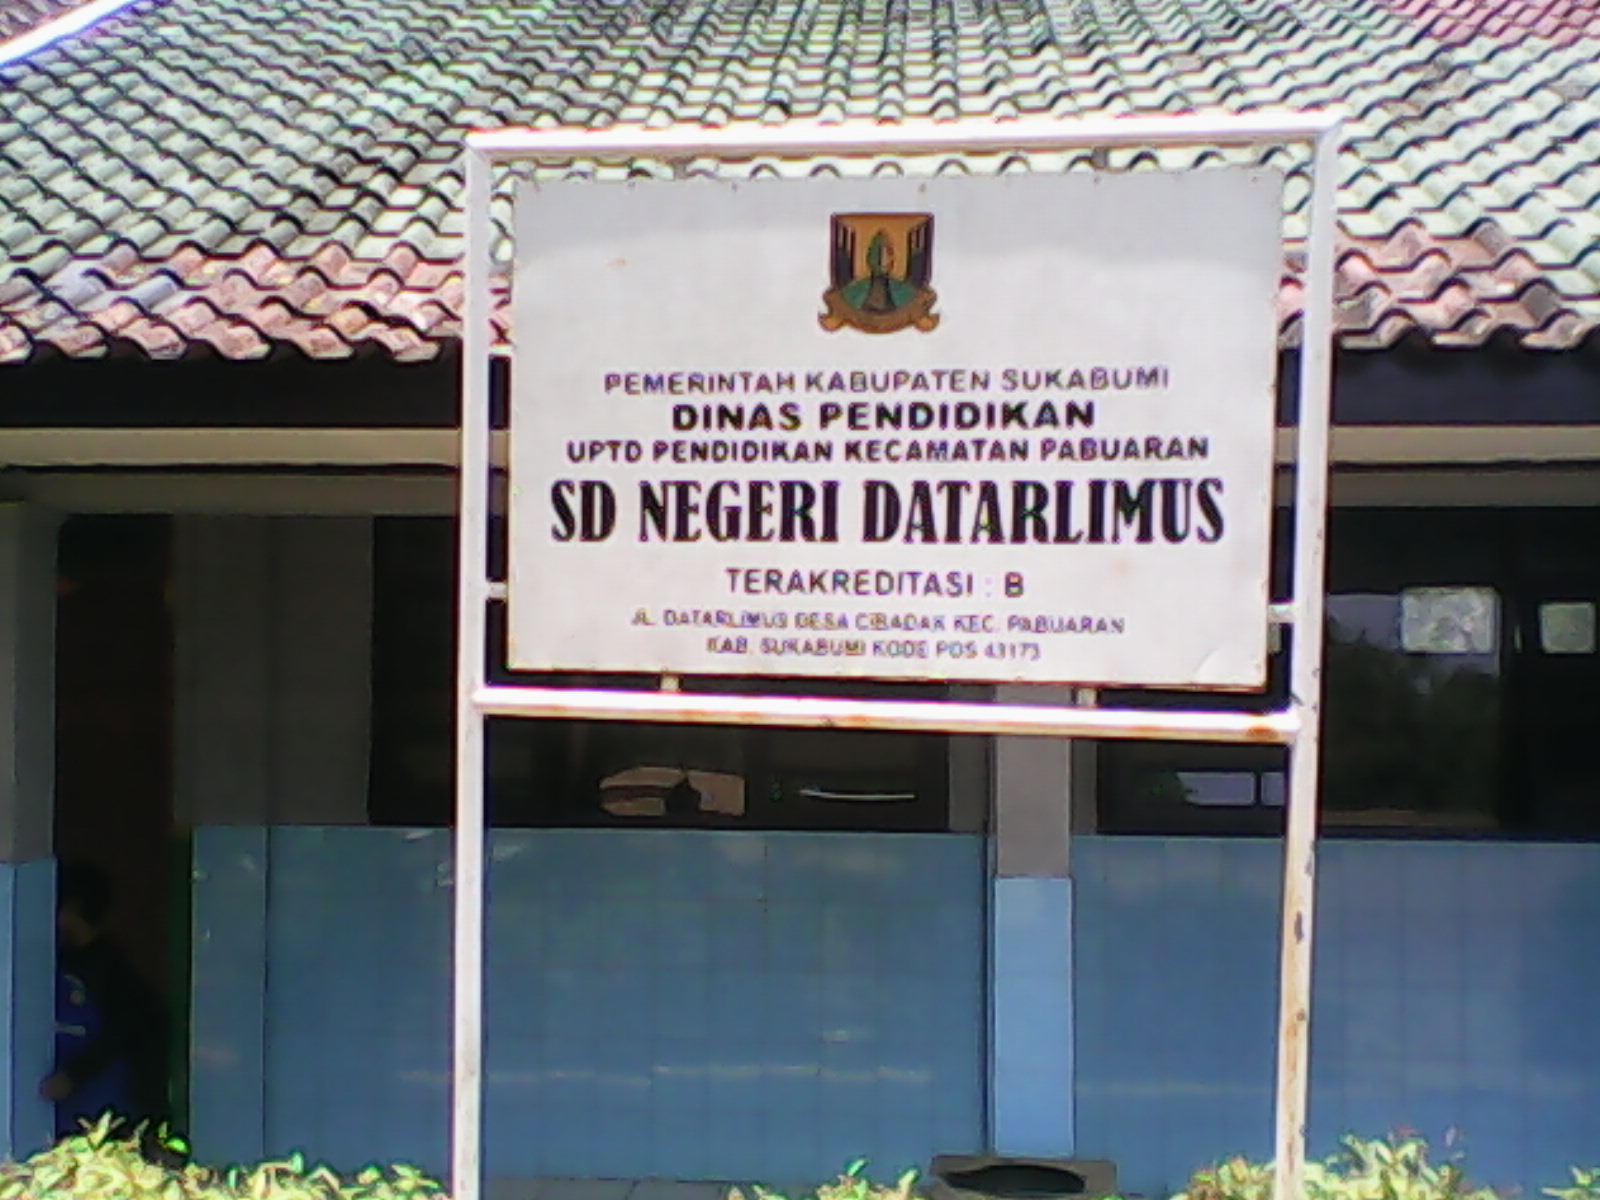 PEMERINTAH KABUPATEN SUKABUMI
DINAS PENDIDIKAN
UPTD PENDIDIKAN KECAMATAN PABUARAN
SD NEGERI DATARLIMUS
TERAKREDITASI : B
JL. DATARLIMUS DESA CIBADAK KEC. PABUARAN
KAB. SUKABUMI KODE POS 43173